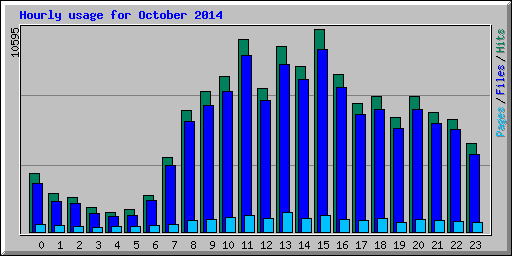 Hourly usage for October 2014
10595
Pages / Files / Hits
0 1 2 3 4 5 6 7 8 9 10 11 12 13 14 15 16 17 18 19 20 21 22 23